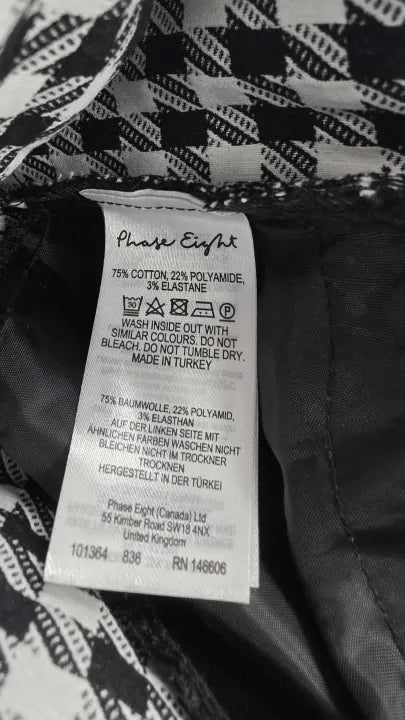 Phase Eight
75% COTTON, 22% POLYAMIDE,
3% ELASTANE
30 P
WASH INSIDE OUT WITH
SIMILAR COLOURS. DO NOT
BLEACH. DO NOT TUMBLE DRY.
MADE IN TURKEY
75% BAUMWOLLE, 22% POLYAMID,
3% ELASTHAN
AUF DER LINKEN SEITE MIT
ÄHNLICHEN FARBEN WASCHEN NICHT
BLEICHEN NICHT IM TROCKNER
TROCKNEN
HERGESTELLT IN DER TÜRKEI
Phase Eight (Canada) Ltd
55 Kimber Road SW18 4NX
United Kingdom
101364 836 RN 146606